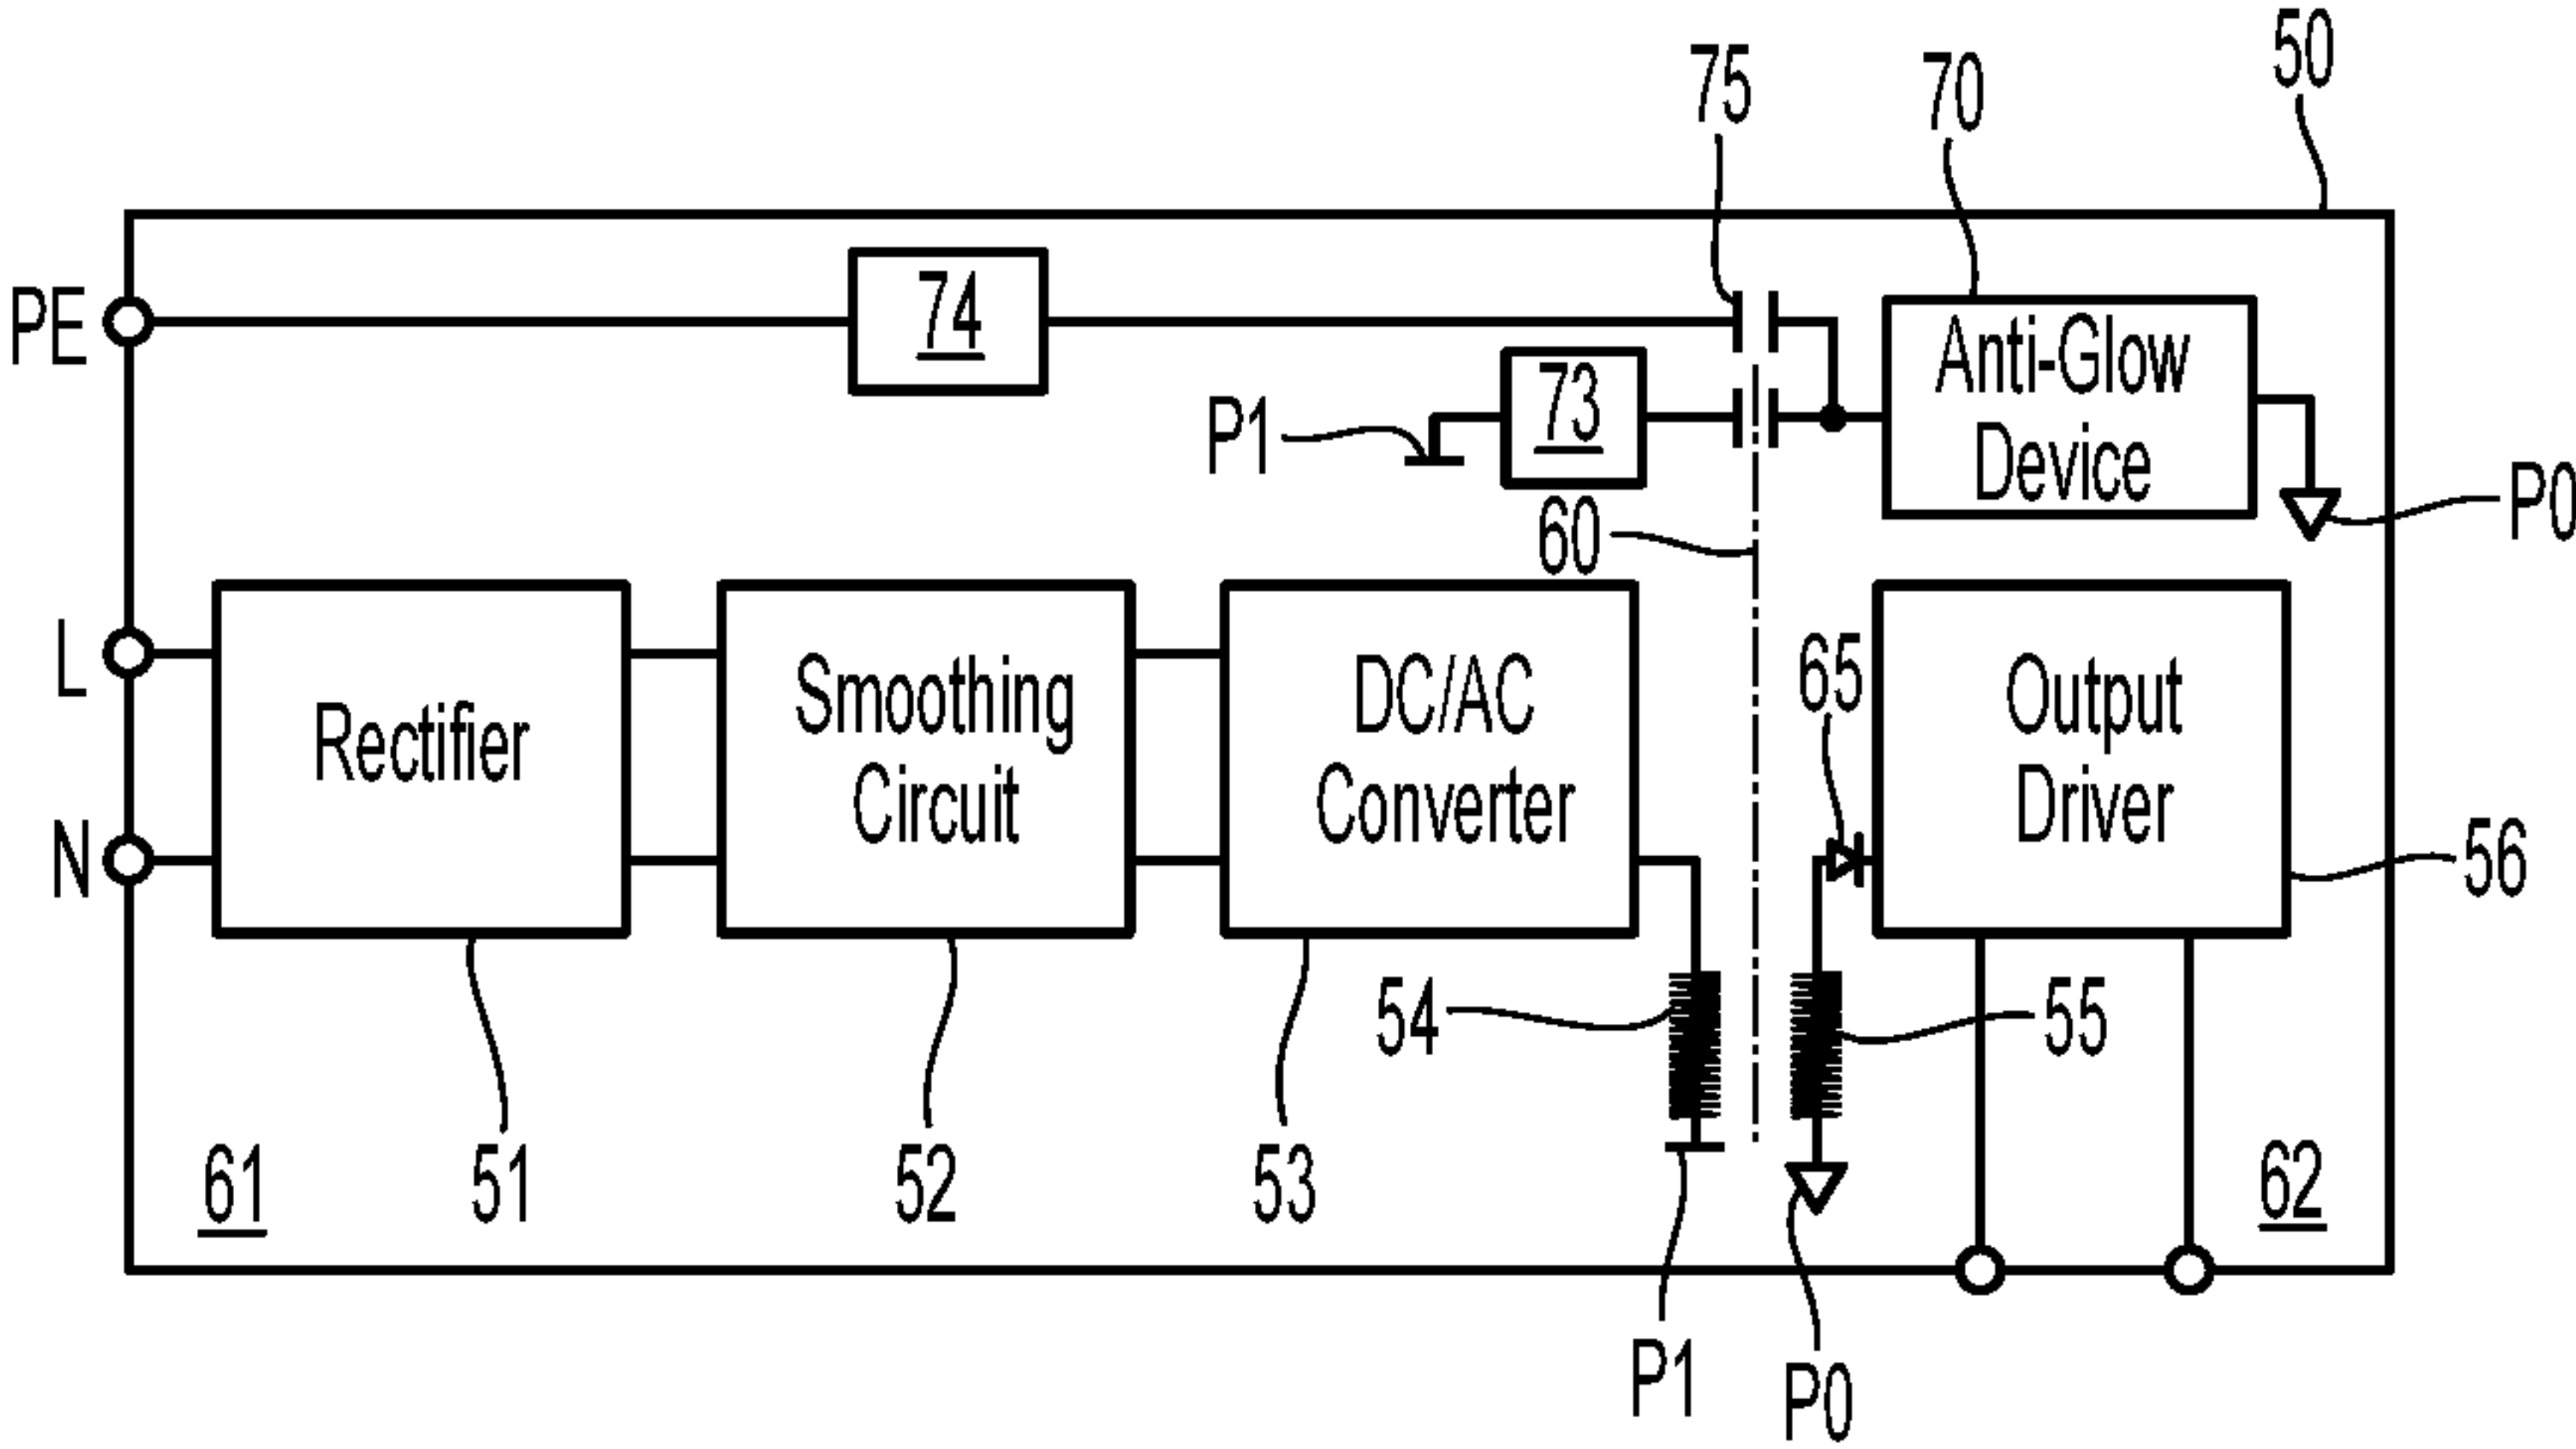 50
75
70
PE
74
Anti-Glow
Device
73
P1
P0
60
L
N
Rectifier
Smoothing
Circuit
DC/AC
Converter
65
Output
Driver
56
54
55
61
51
52
53
62
P1
P0